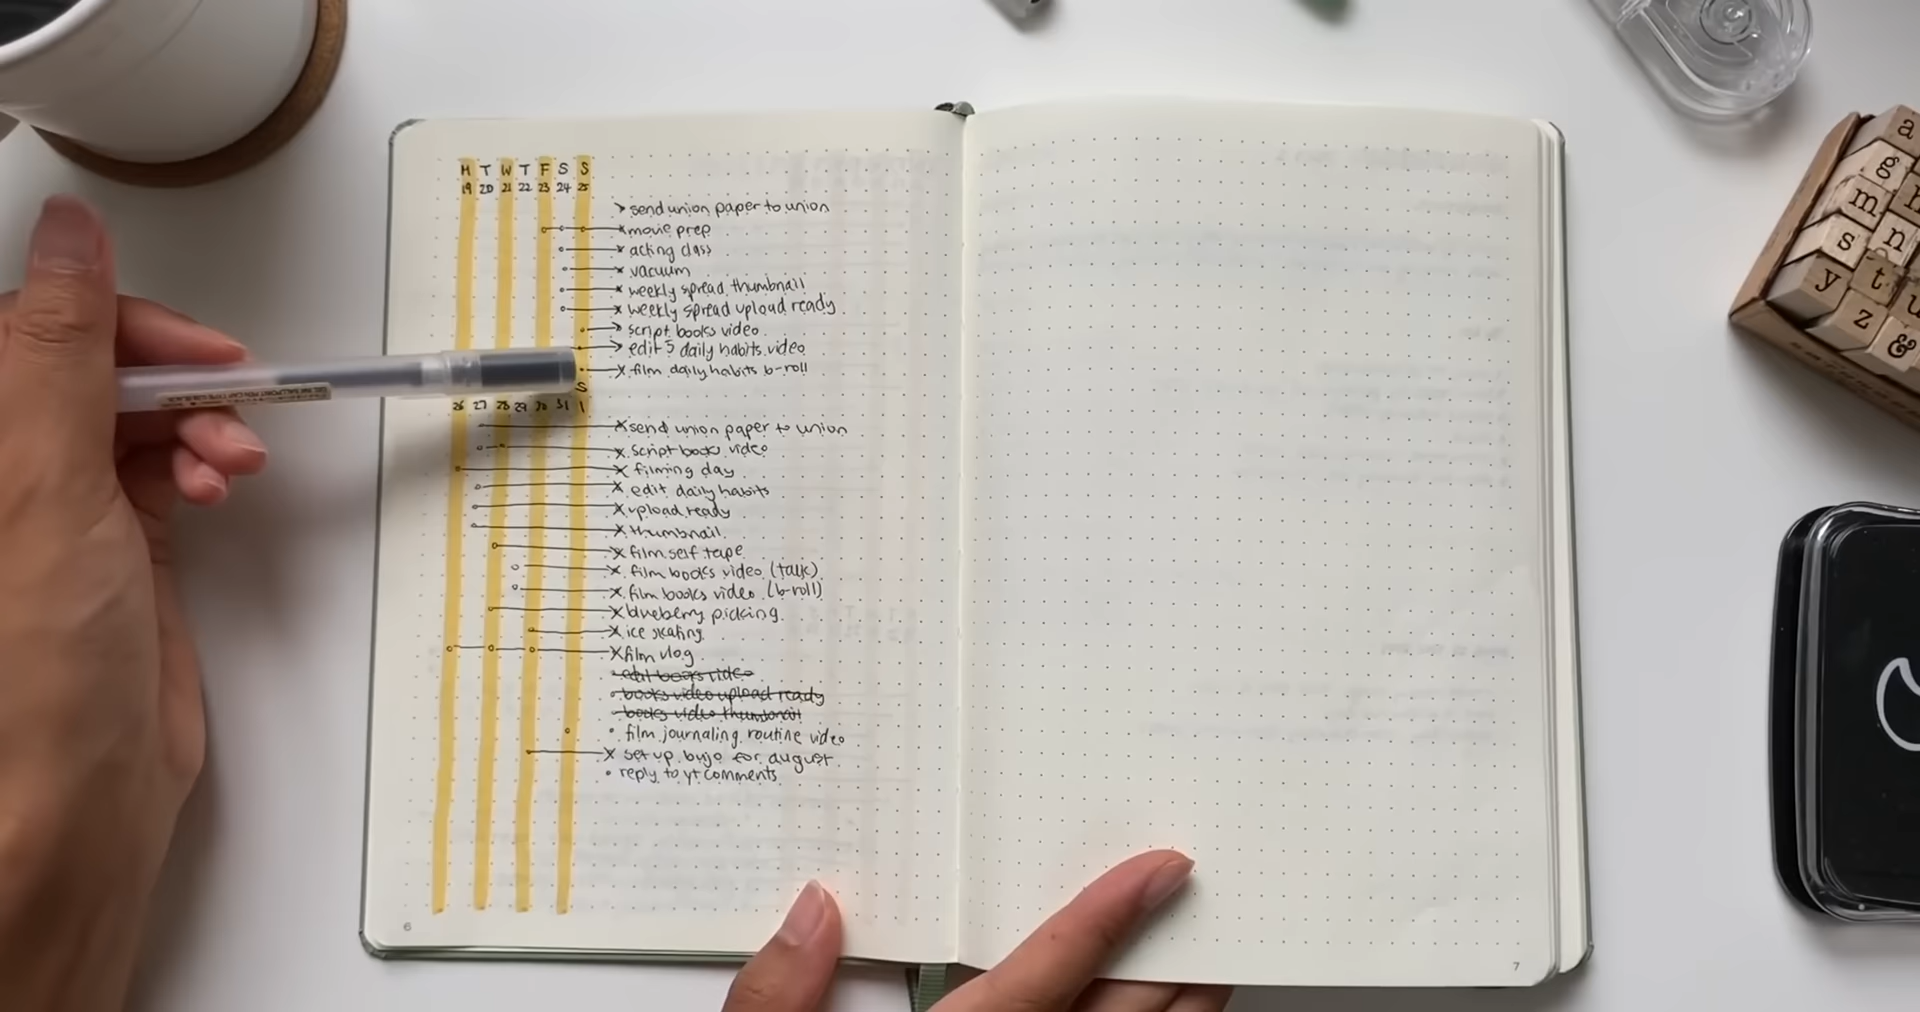 M T W T F S S
19 20 21 22 23 24 25
> send union paper to union
x movie prep
x acting class
x vacuum
x weekly spread thumbnail
x weekly spread upload ready
> script books video
> edit 5 daily habits video
x film daily habits b-roll
S
26 27 28 29 30 31 1
x send union paper to union
x script books video
x filming day
x edit daily habits
x upload ready
x thumbnail
x film self tape
x film books video (talk)
x film books video (b-roll)
x blueberry picking
x ice skating
x film vlog
• edit books video
• books video upload ready
• books video thumbnail
• film journaling routine video
x set up bujo for august
• reply to yt comments
6
7
a
g
m
s n
y t u
z &